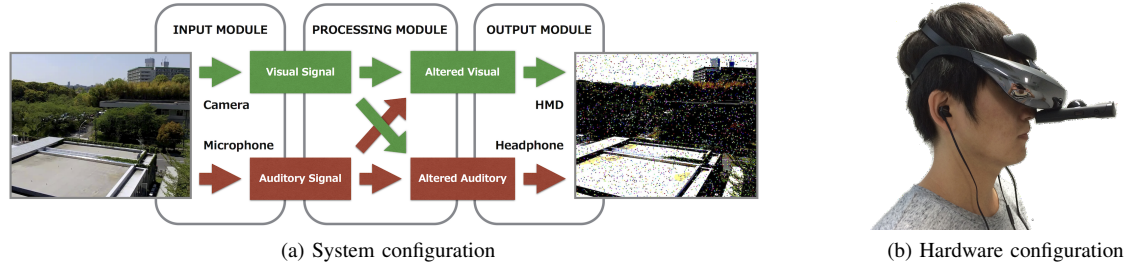 INPUT MODULE
PROCESSING MODULE
OUTPUT MODULE
Visual Signal
Altered Visual
Camera
HMD
Microphone
Headphone
Auditory Signal
Altered Auditory
(a) System configuration
(b) Hardware configuration